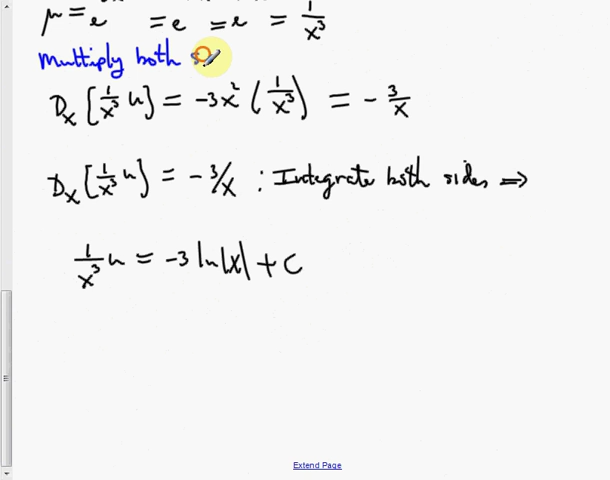 μ = e = e = e = 1/x³
Multiply both
Dx [1/x³ u] = -3x² (1/x³) = - 3/x
Dx [1/x³ u] = -3/x : Integrate both sides ⇒
1/x³ u = -3 ln|x| + C
Extend Page